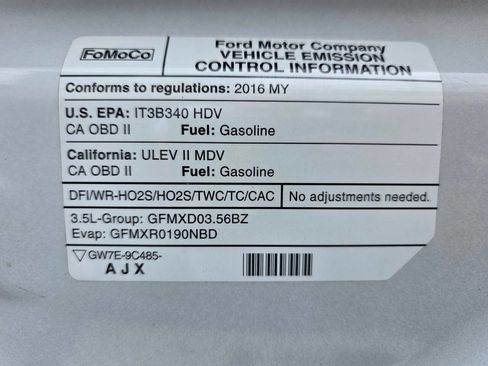 FoMoCo
Ford Motor Company
VEHICLE EMISSION
CONTROL INFORMATION
Conforms to regulations: 2016 MY
U.S. EPA: IT3B340 HDV
CA OBD II Fuel: Gasoline
California: ULEV II MDV
CA OBD II Fuel: Gasoline
DFI/WR-HO2S/HO2S/TWC/TC/CAC No adjustments needed.
3.5L-Group: GFMXD03.56BZ
Evap: GFMXR0190NBD
GW7E-9C485-
A J X